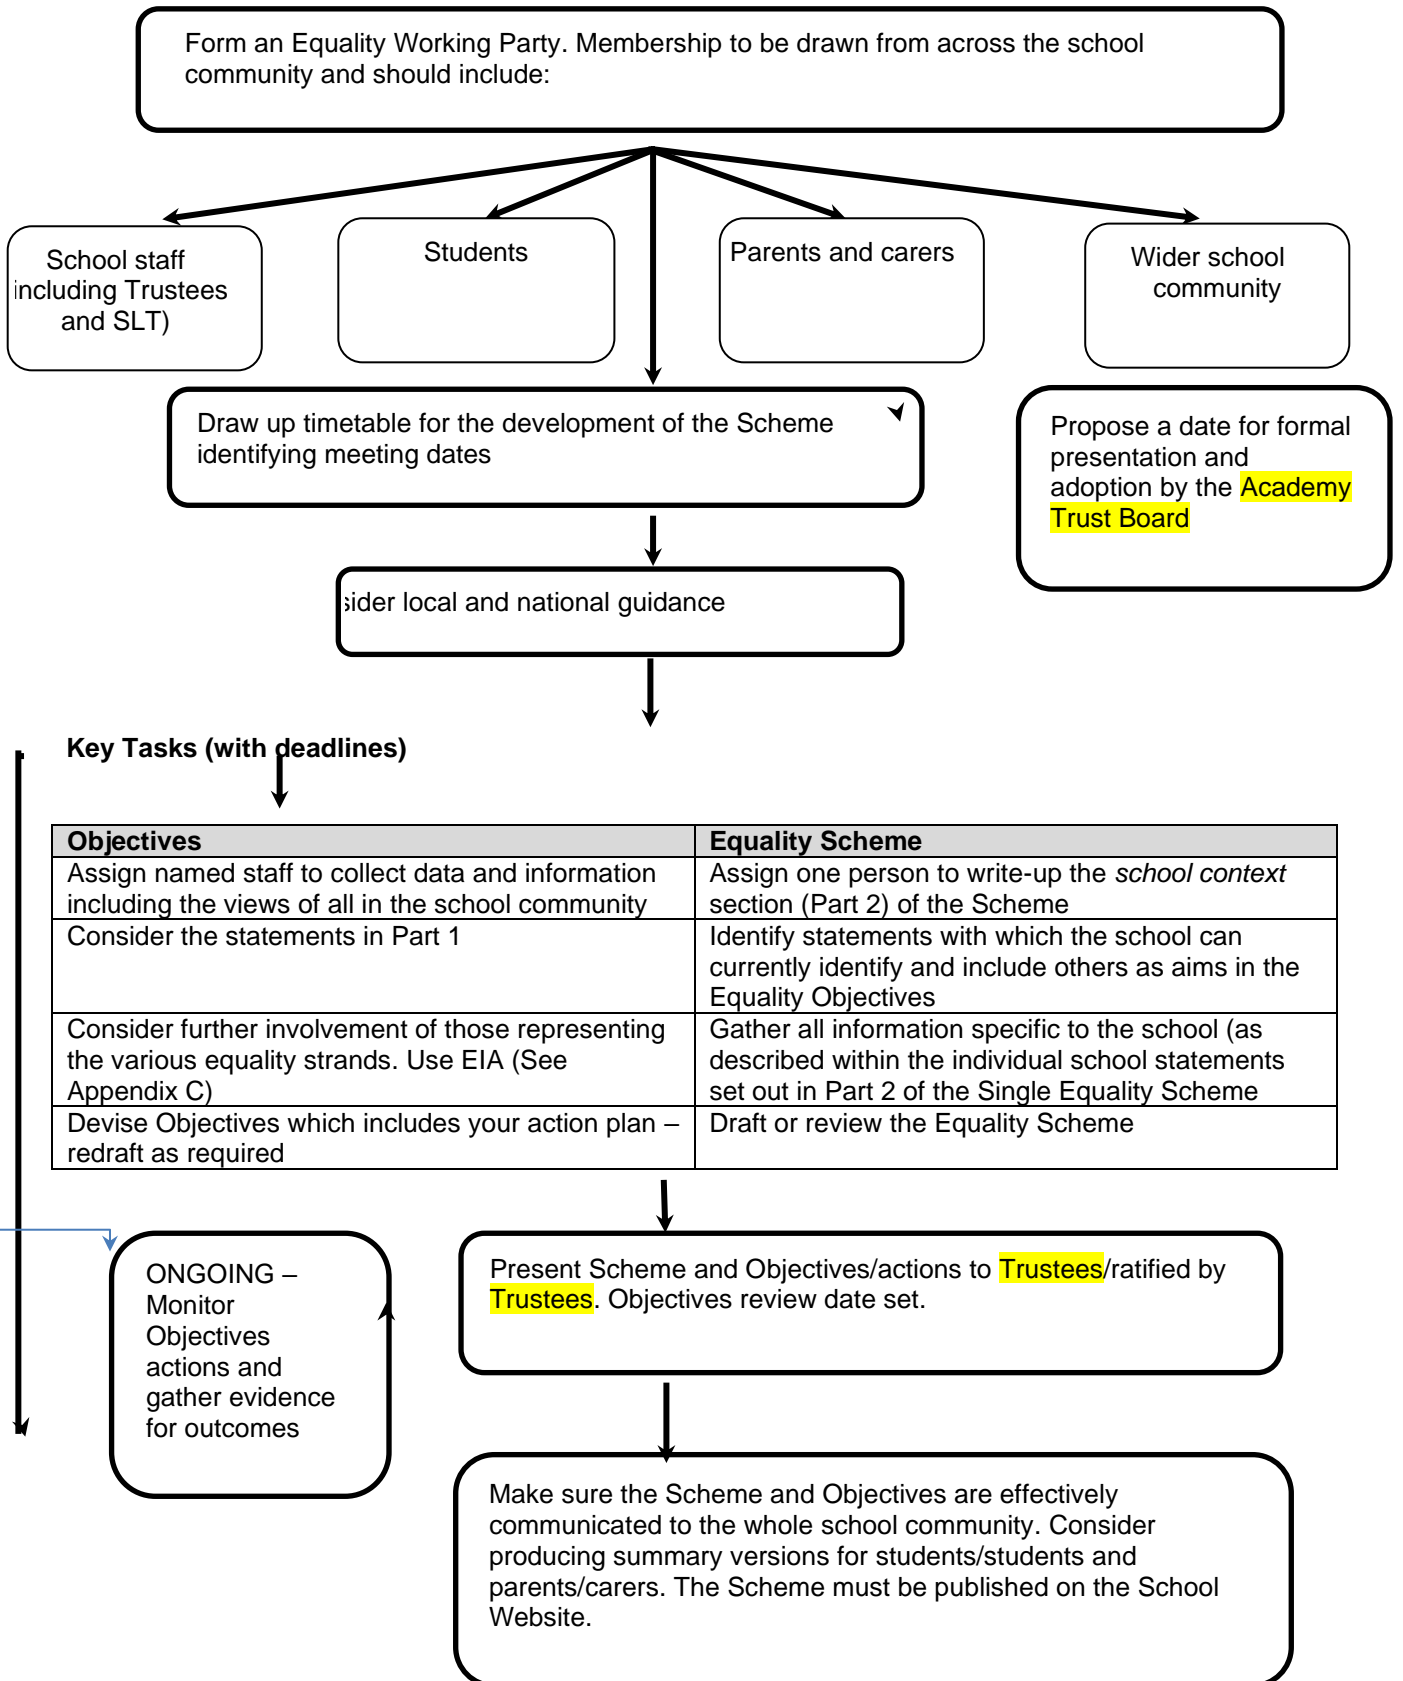 Form an Equality Working Party. Membership to be drawn from across the school
community and should include:
School staff
including Trustees
and SLT)
Students
Parents and carers
Wider school
community
Draw up timetable for the development of the Scheme
identifying meeting dates
Propose a date for formal
presentation and
adoption by the Academy
Trust Board
sider local and national guidance
Key Tasks (with deadlines)
Objectives
Equality Scheme
Assign named staff to collect data and information
including the views of all in the school community
Assign one person to write-up the school context
section (Part 2) of the Scheme
Consider the statements in Part 1
Identify statements with which the school can
currently identify and include others as aims in the
Equality Objectives
Consider further involvement of those representing
the various equality strands. Use EIA (See
Appendix C)
Gather all information specific to the school (as
described within the individual school statements
set out in Part 2 of the Single Equality Scheme
Devise Objectives which includes your action plan –
redraft as required
Draft or review the Equality Scheme
ONGOING –
Monitor
Objectives
actions and
gather evidence
for outcomes
Present Scheme and Objectives/actions to Trustees/ratified by
Trustees. Objectives review date set.
Make sure the Scheme and Objectives are effectively
communicated to the whole school community. Consider
producing summary versions for students/students and
parents/carers. The Scheme must be published on the School
Website.